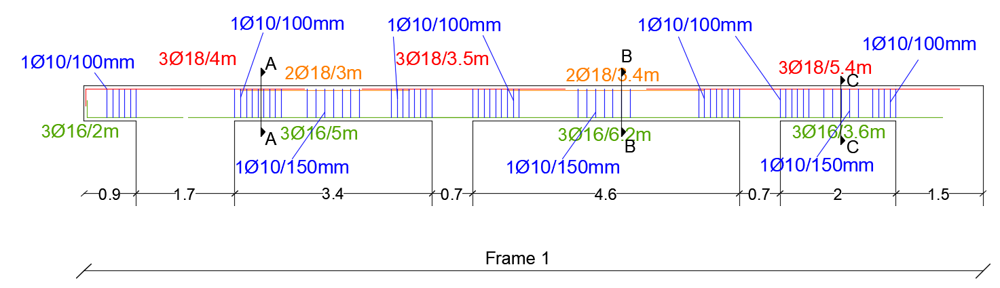 1Ø10/100mm
1Ø10/100mm
1Ø10/100mm
1Ø10/100mm
1Ø10/100mm
3Ø18/4m
A
2Ø18/3m
3Ø18/3.5m
2Ø18/3.4m
B
3Ø18/5.4m
C
3Ø16/2m
A
3Ø16/5m
3Ø16/6.2m
B
3Ø16/3.6m
C
1Ø10/150mm
1Ø10/150mm
1Ø10/150mm
0.9
1.7
3.4
0.7
4.6
0.7
2
1.5
Frame 1